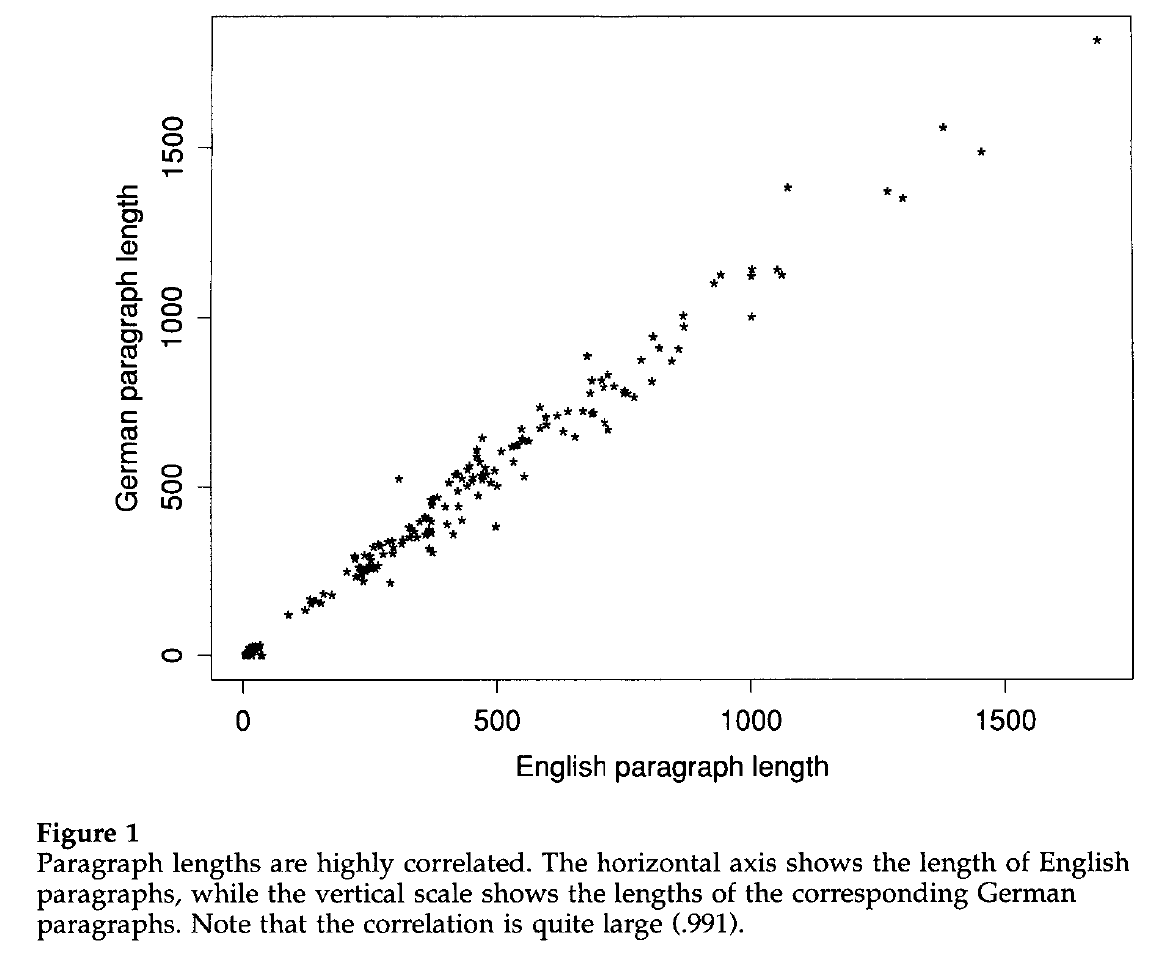 German paragraph length
1500
1000
500
0
0 500 1000 1500
English paragraph length
Figure 1
Paragraph lengths are highly correlated. The horizontal axis shows the length of English
paragraphs, while the vertical scale shows the lengths of the corresponding German
paragraphs. Note that the correlation is quite large (.991).